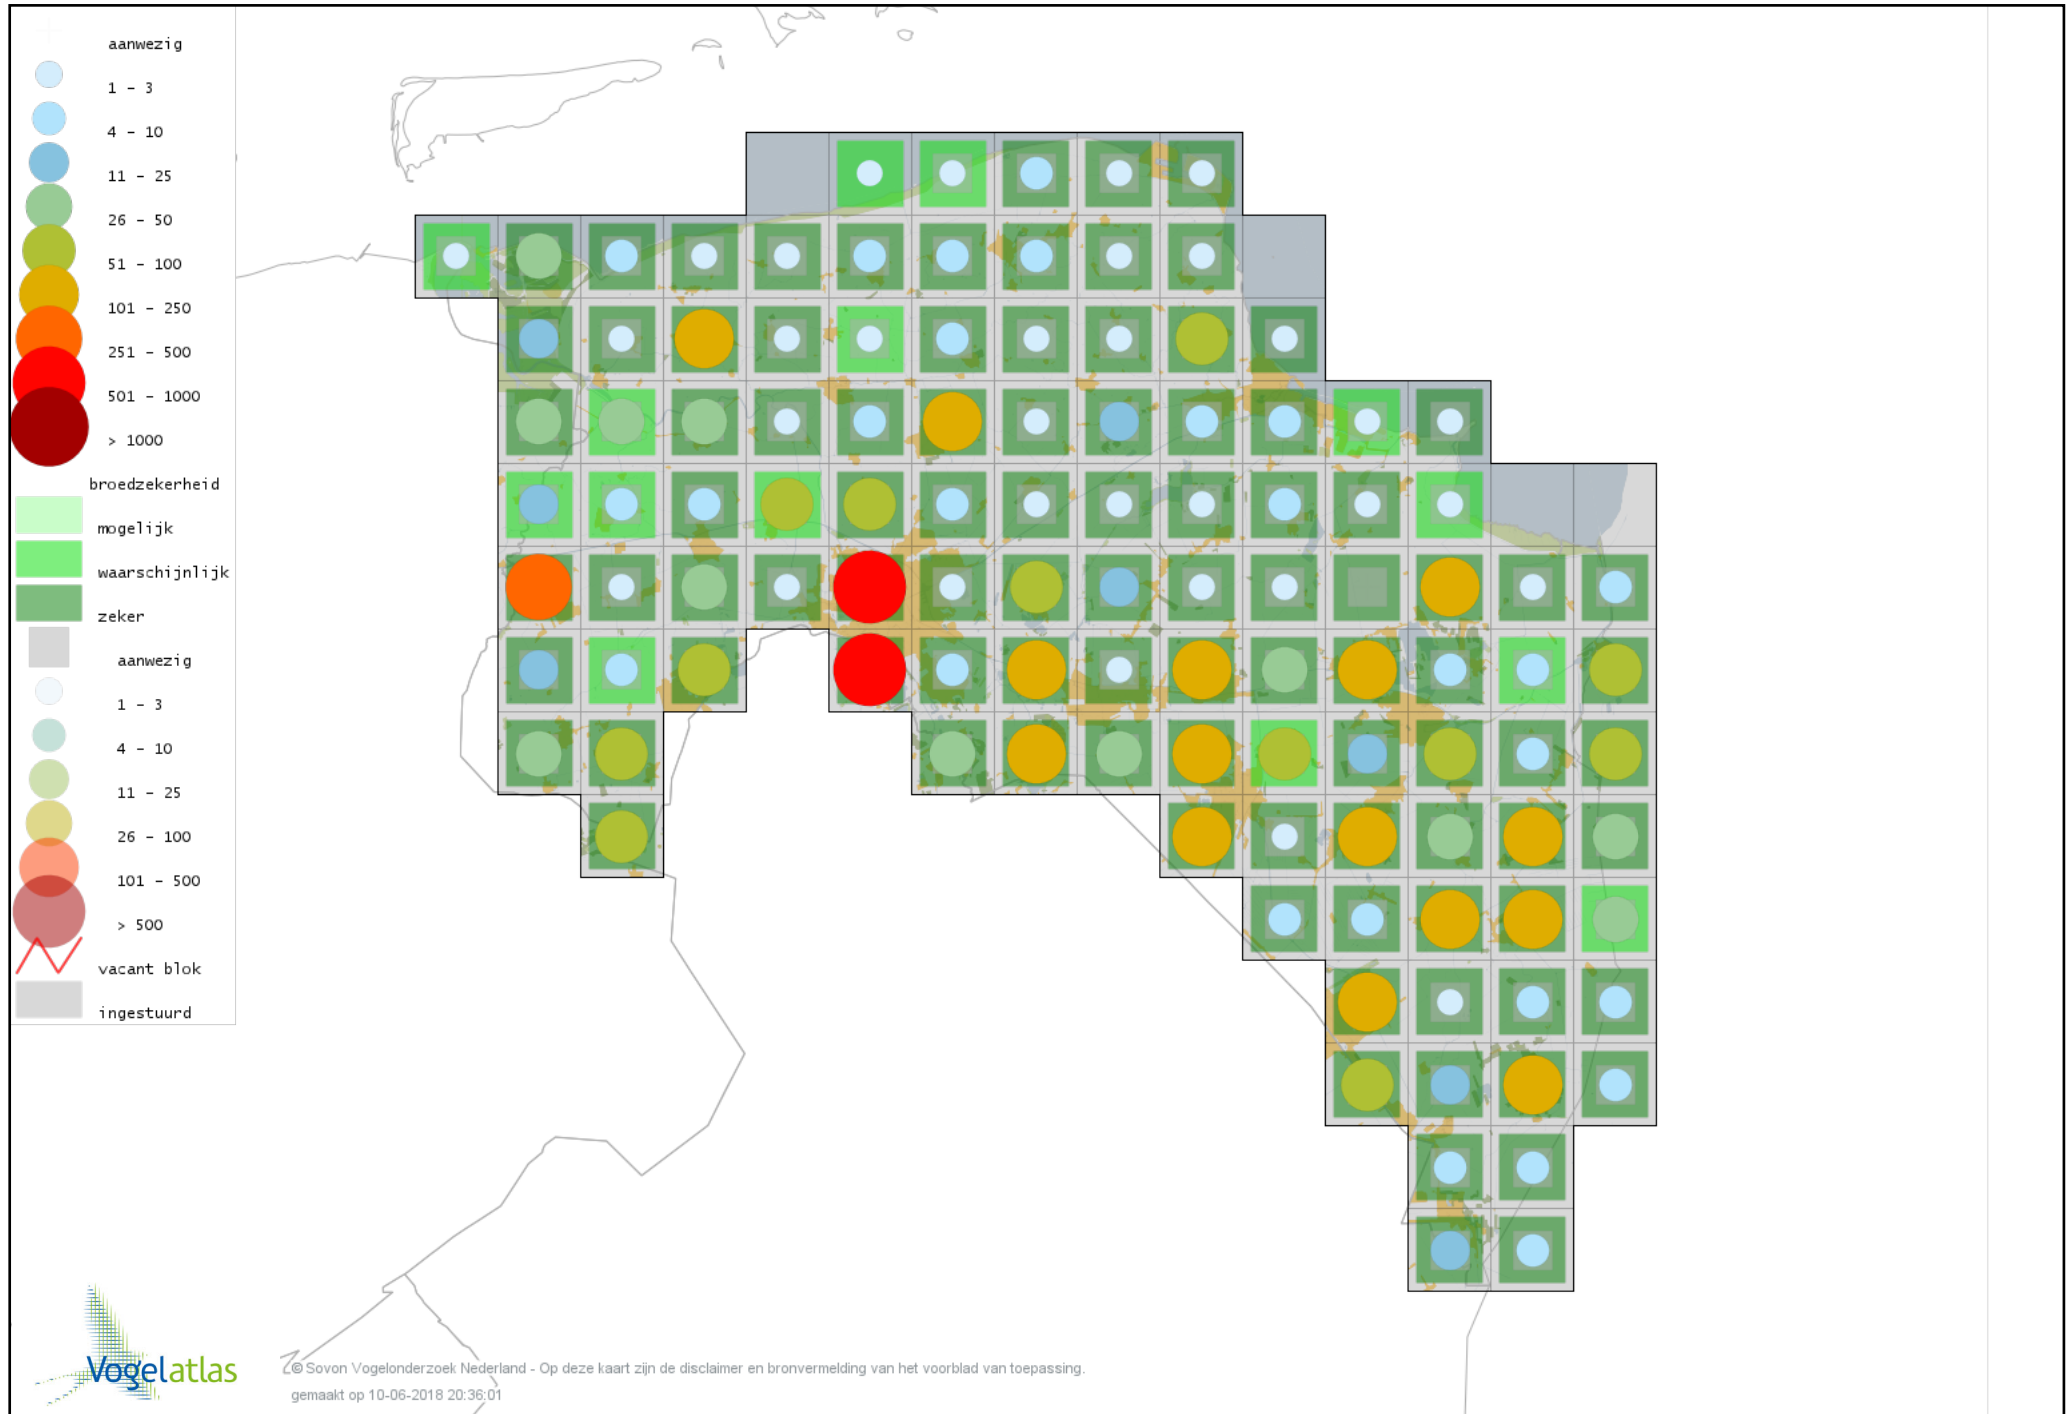 aanwezig
1 - 3
4 - 10
11 - 25
26 - 50
51 - 100
101 - 250
251 - 500
501 - 1000
> 1000
broedzekerheid
mogelijk
waarschijnlijk
zeker
aanwezig
1 - 3
4 - 10
11 - 25
26 - 100
101 - 500
> 500
vacant blok
ingestuurd
Vogelatlas
© Sovon Vogelonderzoek Nederland - Op deze kaart zijn de disclaimer en bronvermelding van het voorblad van toepassing.
gemaakt op 10-06-2018 20:36:01